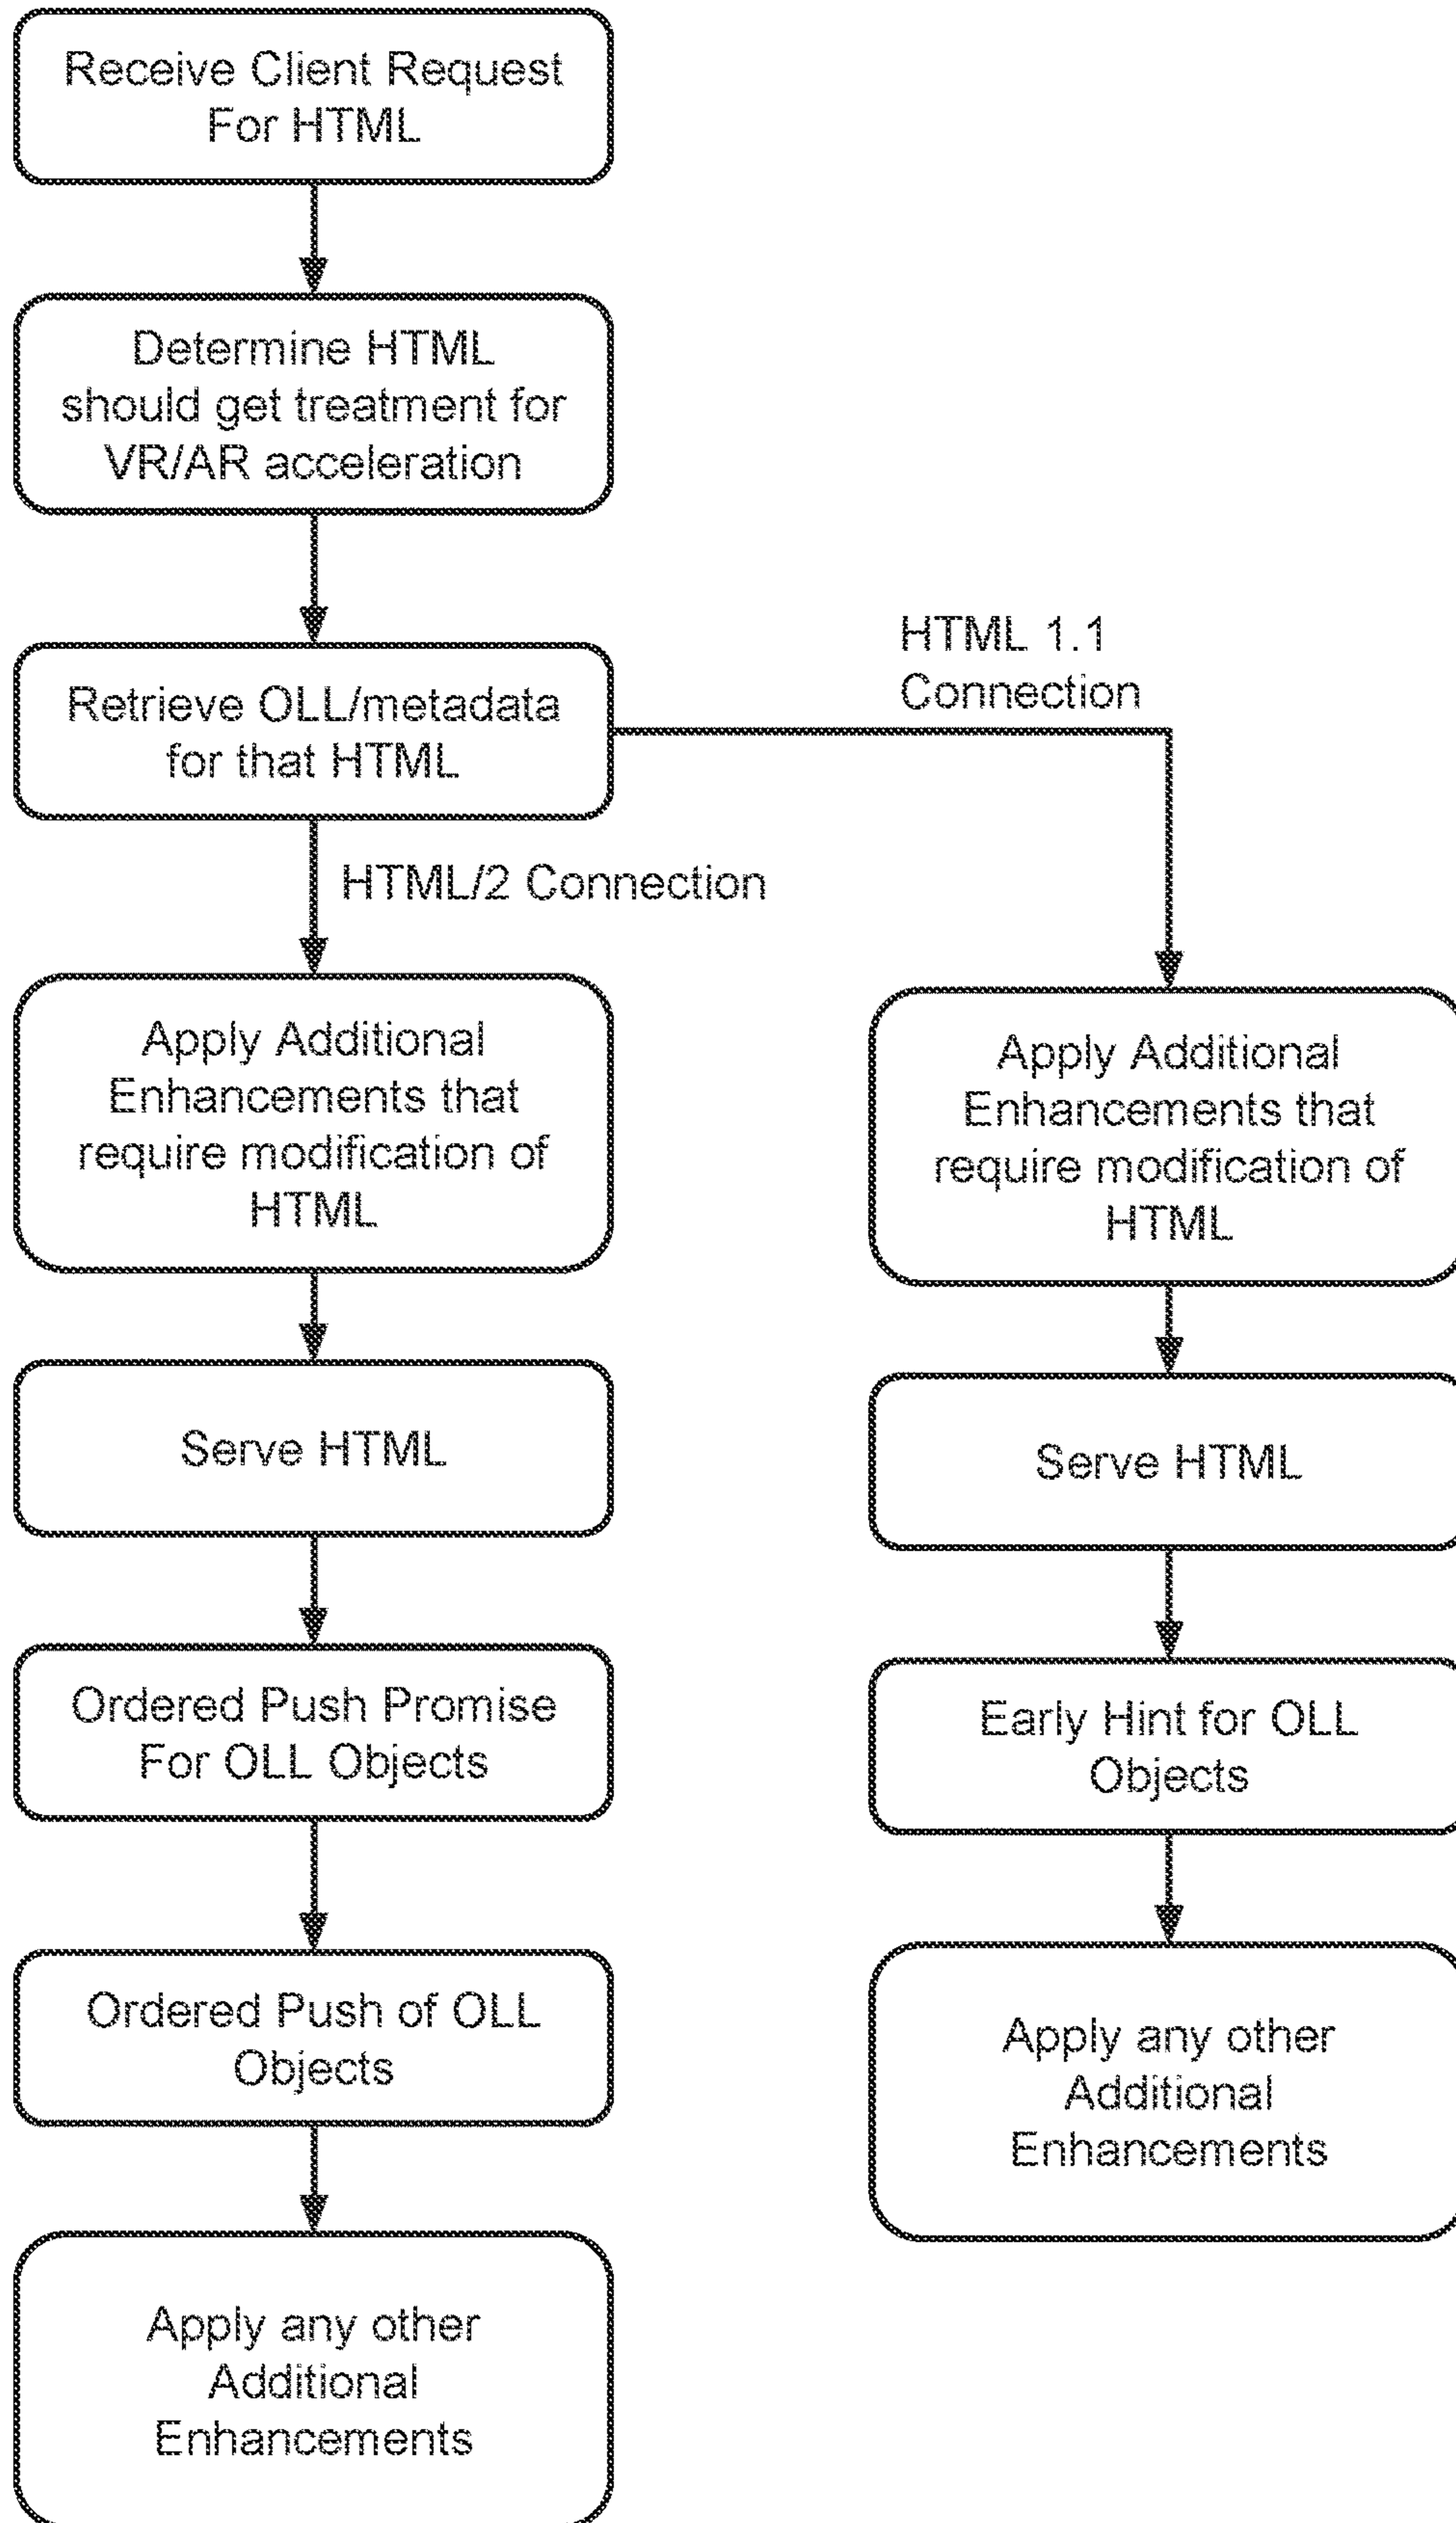 Receive Client Request
For HTML
Determine HTML
should get treatment for
VR/AR acceleration
Retrieve OLL/metadata
for that HTML
HTML 1.1
Connection
HTML/2 Connection
Apply Additional
Enhancements that
require modification of
HTML
Serve HTML
Ordered Push Promise
For OLL Objects
Ordered Push of OLL
Objects
Apply any other
Additional
Enhancements
Apply Additional
Enhancements that
require modification of
HTML
Serve HTML
Early Hint for OLL
Objects
Apply any other
Additional
Enhancements